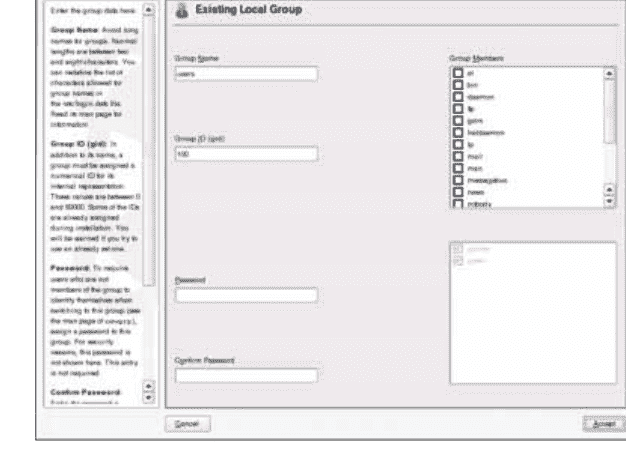 Enter the group data here.
Group Name: Avoid long
names for groups. Normal
lengths are between two
and eight characters. You
can redefine the list of
characters allowed for
group names in
the /etc/login.defs file.
Read its man page for
information.
Group ID (gid): In
addition to its name, a
group must be assigned a
numerical ID for its
internal representation.
These values are between 0
and 60000. Some of the IDs
are already assigned
during installation. You
will be warned if you try to
use an already set one.
Password: To require
users who are not
members of the group to
identify themselves when
switching to this group (see
the man page of newgrp),
assign a password to this
group. For security
reasons, this password is
not shown here. This entry
is not required.
Confirm Password:
Existing Local Group
Group Name
users
Group ID (gid)
100
Password
Confirm Password
Group Members
at
bin
daemon
ftp
games
haldaemon
lp
mail
man
messagebus
news
nobody
Cancel
Accept